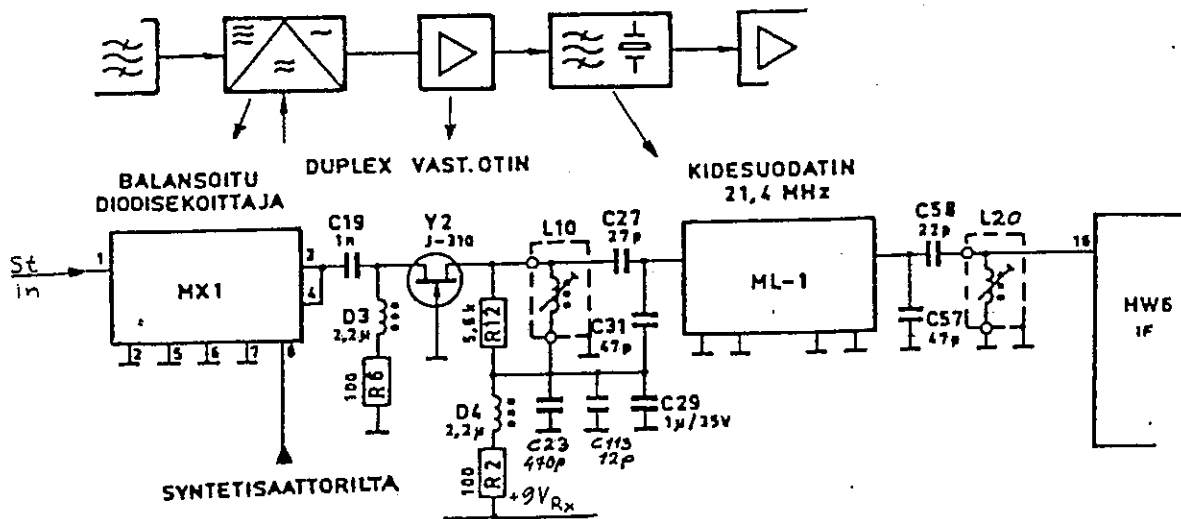 DUPLEX VAST.OTIN
BALANSOITU
DIODISEKOITTAJA
KIDESUODATIN
21,4 MHz
St
in
1
MX1
3
4
2
5
6
7
8
C19
1n
Y2
J-310
L10
C27
27p
ML-1
C58
22p
L20
16
HW6
IF
D3
2,2µ
100
R6
5,6k
R12
C31
47p
C57
47p
D4
2,2µ
100
R2
C23
470p
C113
12p
C29
1µ/35V
+9V Rx
SYNTETISAATTORILTA